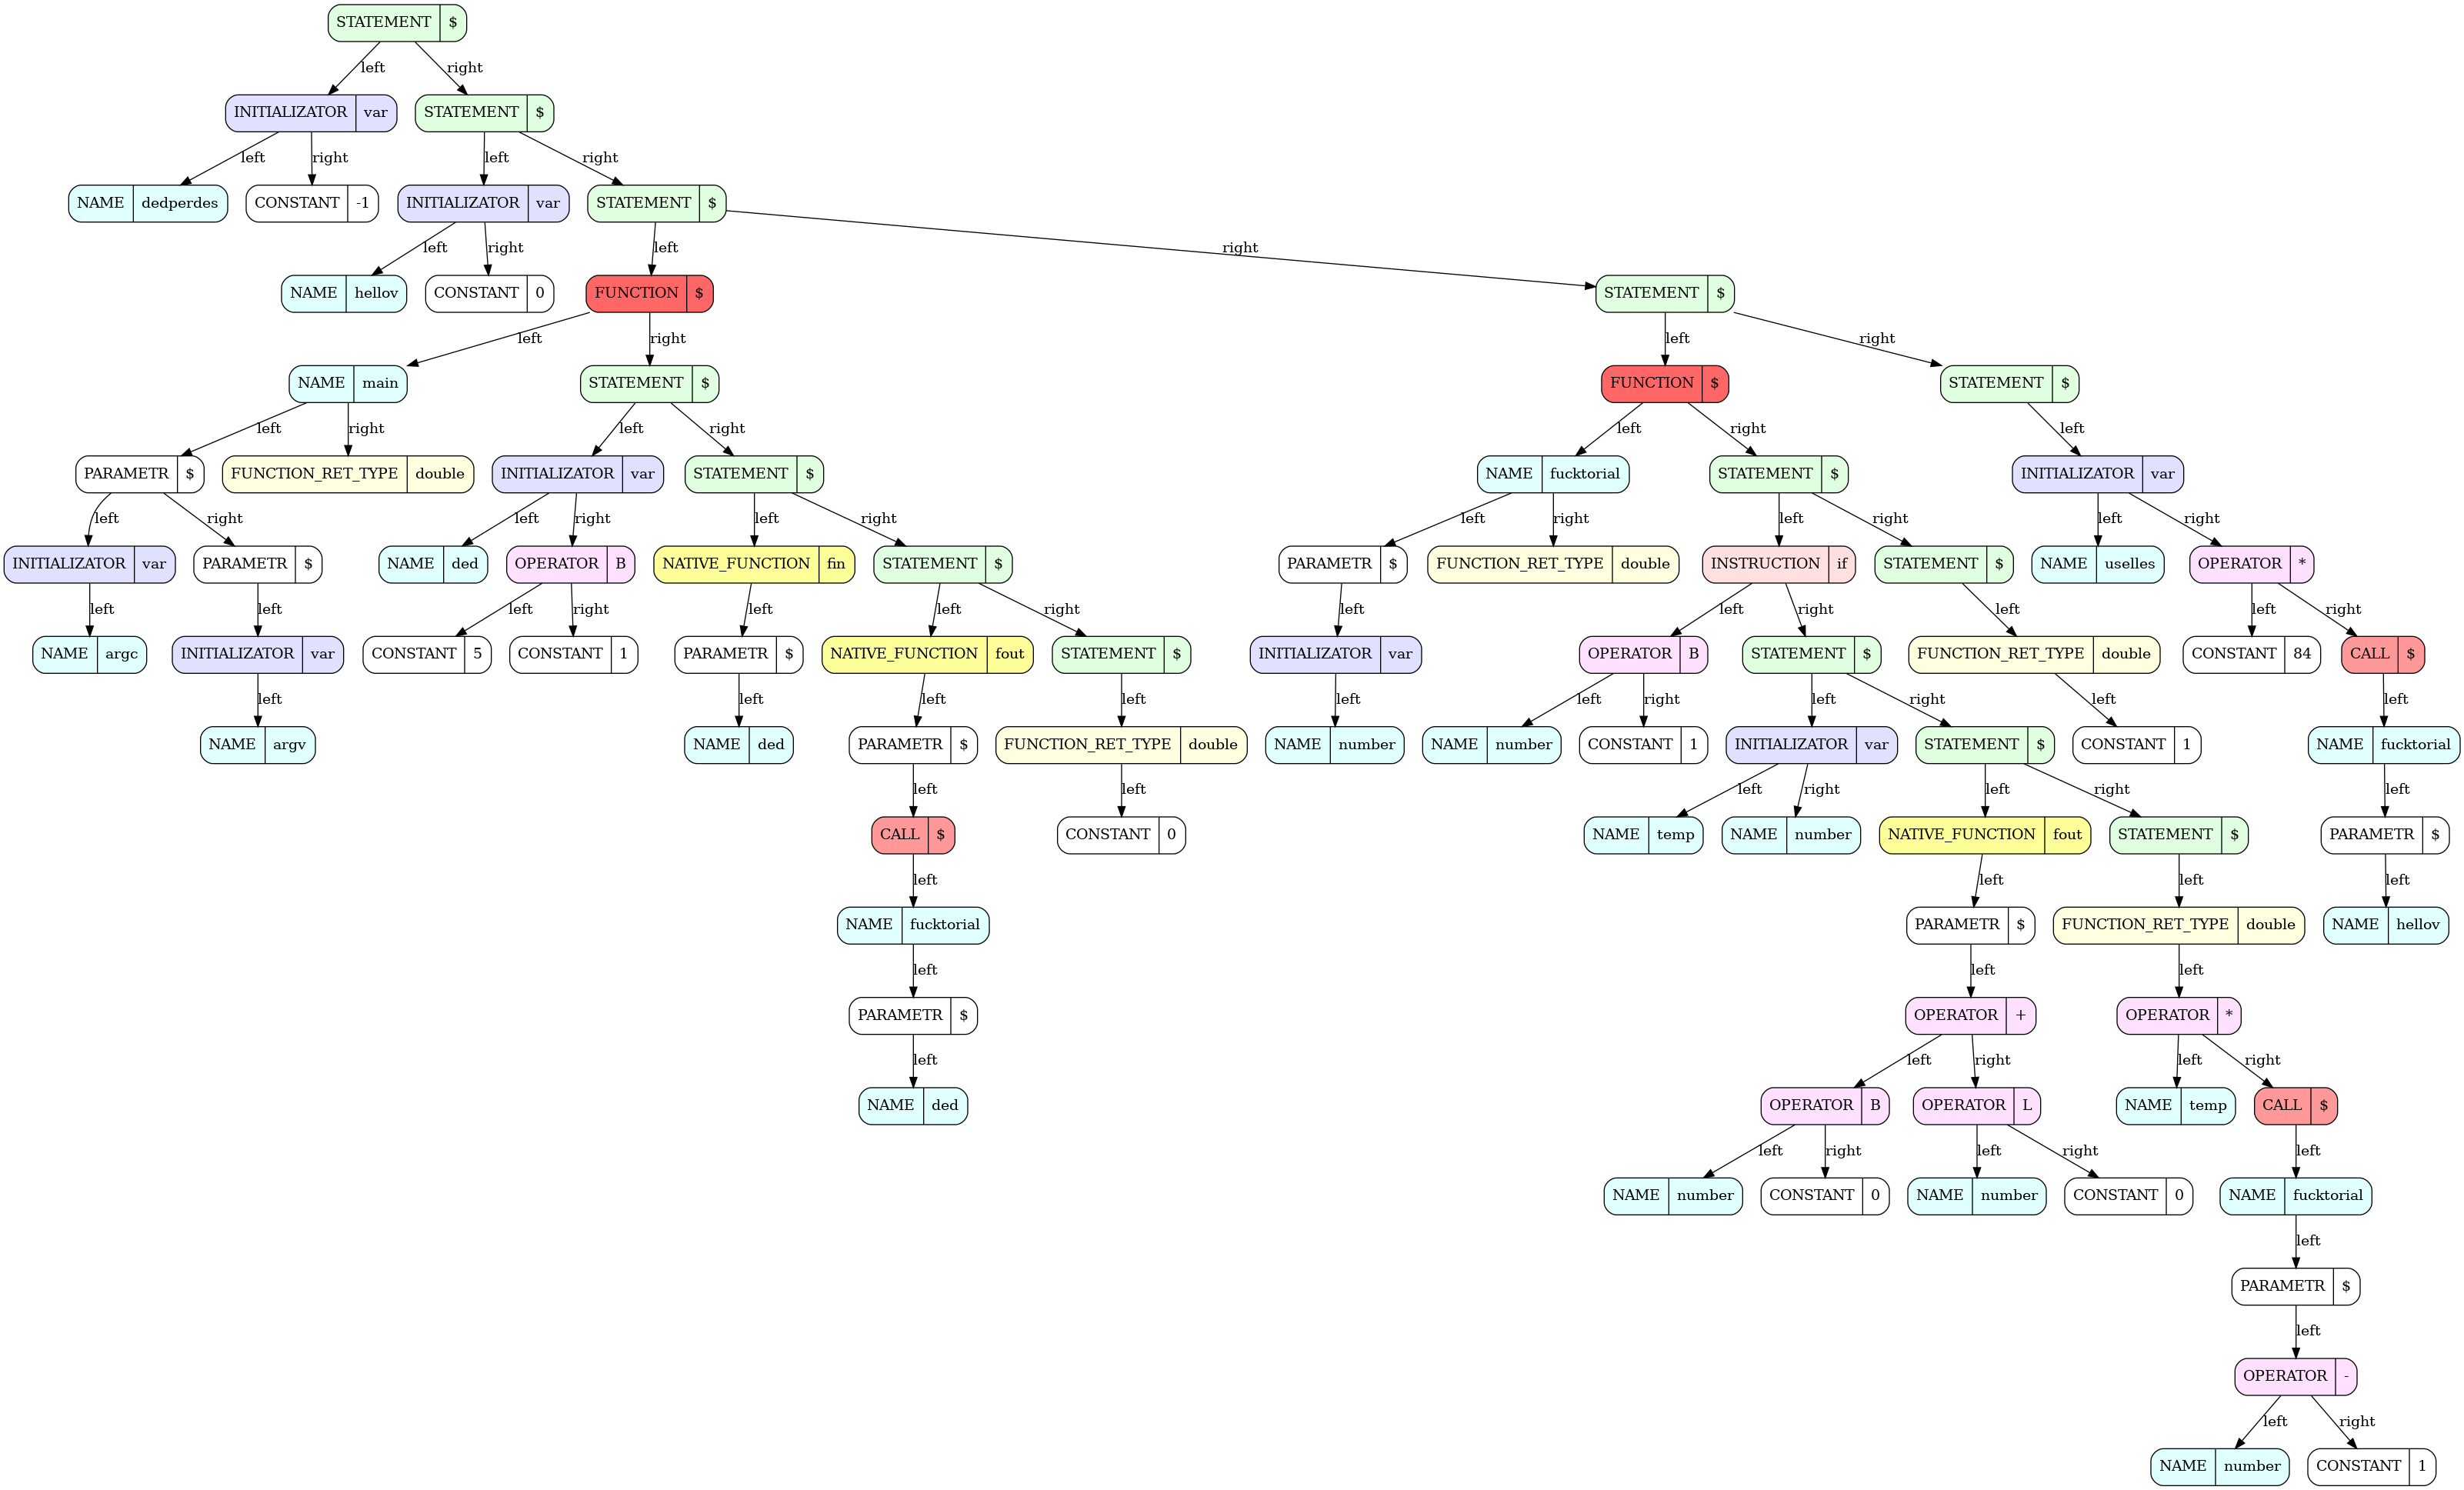 STATEMENT $
left right
INITIALIZATOR var STATEMENT $
left right left right
NAME dedperdes CONSTANT -1 INITIALIZATOR var STATEMENT $
left right left right
NAME hellov CONSTANT 0 FUNCTION $ STATEMENT $
left right left right
NAME main STATEMENT $ FUNCTION $ STATEMENT $
left right left right left right left
PARAMETR $ FUNCTION_RET_TYPE double INITIALIZATOR var STATEMENT $ NAME fucktorial STATEMENT $ INITIALIZATOR var
left right left right left right left right left right left right
INITIALIZATOR var PARAMETR $ NAME ded OPERATOR B NATIVE_FUNCTION fin STATEMENT $ PARAMETR $ FUNCTION_RET_TYPE double INSTRUCTION if STATEMENT $ NAME uselles OPERATOR *
left left left right left left right left left right left left right
NAME argc INITIALIZATOR var CONSTANT 5 CONSTANT 1 PARAMETR $ NATIVE_FUNCTION fout STATEMENT $ INITIALIZATOR var OPERATOR B STATEMENT $ FUNCTION_RET_TYPE double CONSTANT 84 CALL $
left left left left left left right left right left left
NAME argv NAME ded PARAMETR $ FUNCTION_RET_TYPE double NAME number NAME number CONSTANT 1 INITIALIZATOR var STATEMENT $ CONSTANT 1 NAME fucktorial
left left left right left right left
CALL $ CONSTANT 0 NAME temp NAME number NATIVE_FUNCTION fout STATEMENT $ PARAMETR $
left left left left
NAME fucktorial PARAMETR $ FUNCTION_RET_TYPE double NAME hellov
left left left
PARAMETR $ OPERATOR + OPERATOR *
left left right left right
NAME ded OPERATOR B OPERATOR L NAME temp CALL $
left right left right left
NAME number CONSTANT 0 NAME number CONSTANT 0 NAME fucktorial
left
PARAMETR $
left
OPERATOR -
left right
NAME number CONSTANT 1